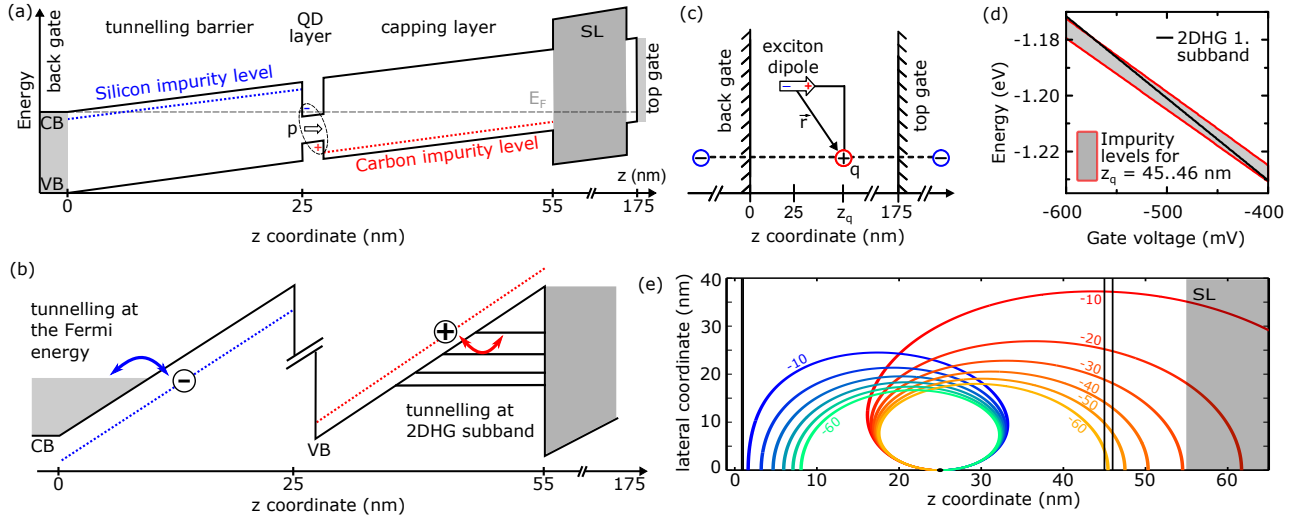 (a)
tunnelling barrier
QD
layer
capping layer
SL
Energy
back gate
top gate
Silicon impurity level
E_F
CB
p
-
+
Carbon impurity level
VB
z (nm)
0
25
55
175
z coordinate (nm)
(b)
tunnelling at
the Fermi
energy
-
+
CB
VB
tunnelling at
2DHG subband
0
25
55
175
z coordinate (nm)
(c)
back gate
exciton
dipole
- +
r
top gate
- + -
q
0
25
z_q
175
z coordinate (nm)
(d)
Energy (eV)
-1.18
-1.20
-1.22
2DHG 1.
subband
Impurity
levels for
z_q = 45..46 nm
-600
-500
-400
Gate voltage (mV)
(e)
lateral coordinate (nm)
40
30
20
10
0
SL
-10
-60
-10
-20
-30
-40
-50
-60
0
10
20
30
40
50
60
z coordinate (nm)